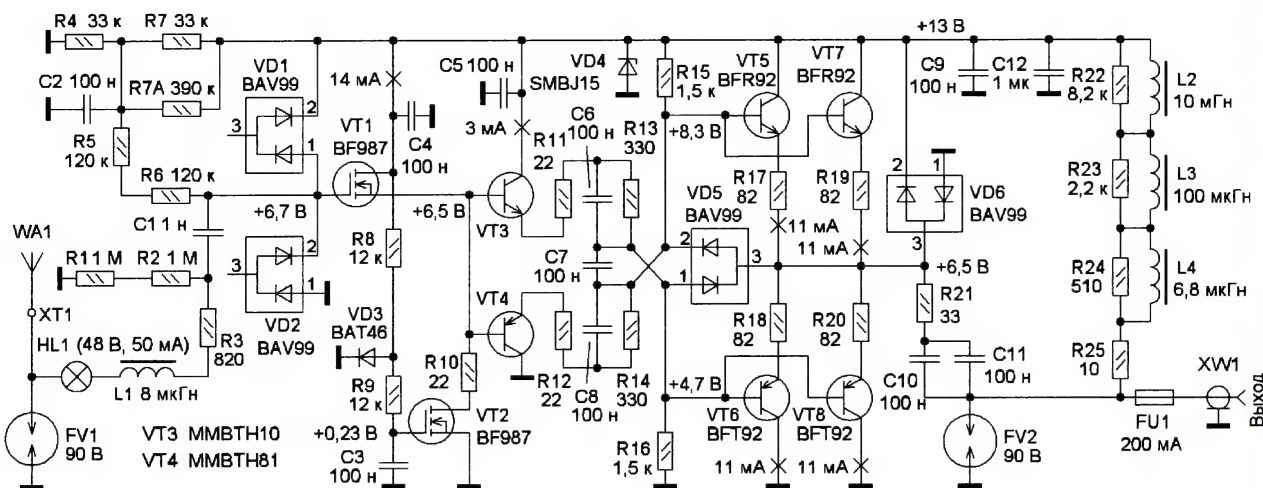 R4 33 к
R7 33 к
C2 100 н
R7A 390 к
R5
120 к
R6 120 к
C1 1 н
+6,7 В
WA1
R1 1 М
R2 1 М
XT1
HL1 (48 В, 50 мА)
R3
820
L1 8 мкГн
FV1
90 В
VT3 MMBTH10
VT4 MMBTH81
VD1
BAV99
3
2
1
VD2
BAV99
3
2
1
VT1
BF987
14 мА
C4
100 н
R8
12 к
VD3
BAT46
R9
12 к
+0,23 В
C3
100 н
VT2
BF987
R10
22
+6,5 В
C5 100 н
3 мА
VT3
VT4
R11
22
C6
100 н
R13
330
C7
100 н
R12
22
C8
100 н
R14
330
VD4
SMBJ15
R15
1,5 к
+8,3 В
VD5
BAV99
2
1
3
+4,7 В
R16
1,5 к
VT5
BFR92
VT7
BFR92
R17
82
R19
82
11 мА
11 мА
R18
82
R20
82
VT6
BFT92
VT8
BFT92
11 мА
11 мА
+13 В
C9
100 н
C12
1 мк
2
1
VD6
BAV99
3
+6,5 В
R21
33
C10
100 н
C11
100 н
FV2
90 В
R22
8,2 к
L2
10 мГн
R23
2,2 к
L3
100 мкГн
R24
510
L4
6,8 мкГн
R25
10
FU1
200 мА
XW1
Выход